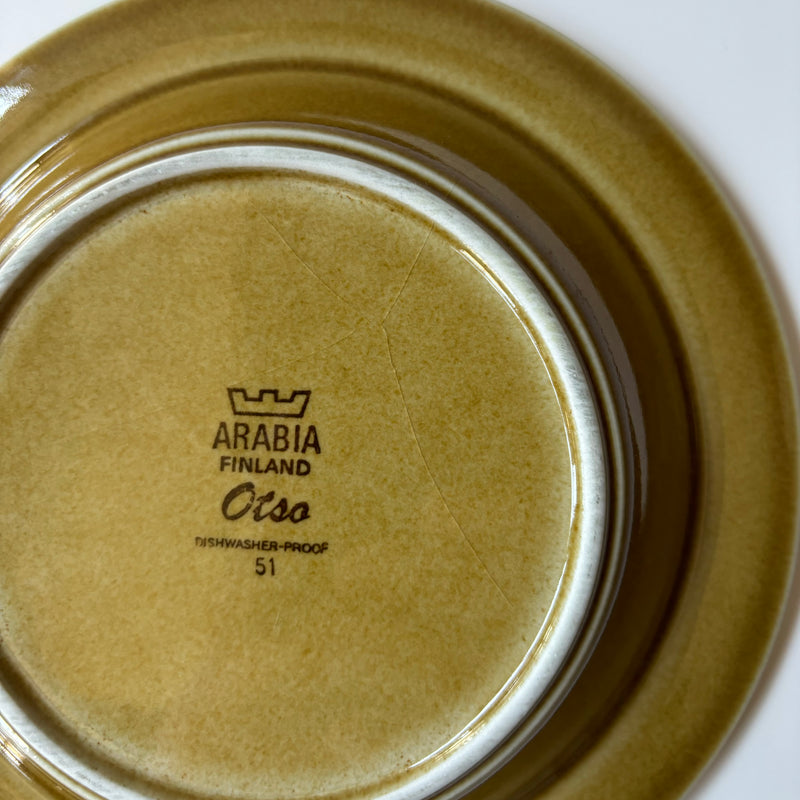 ARABIA
FINLAND
Otso
DISHWASHER-PROOF
51